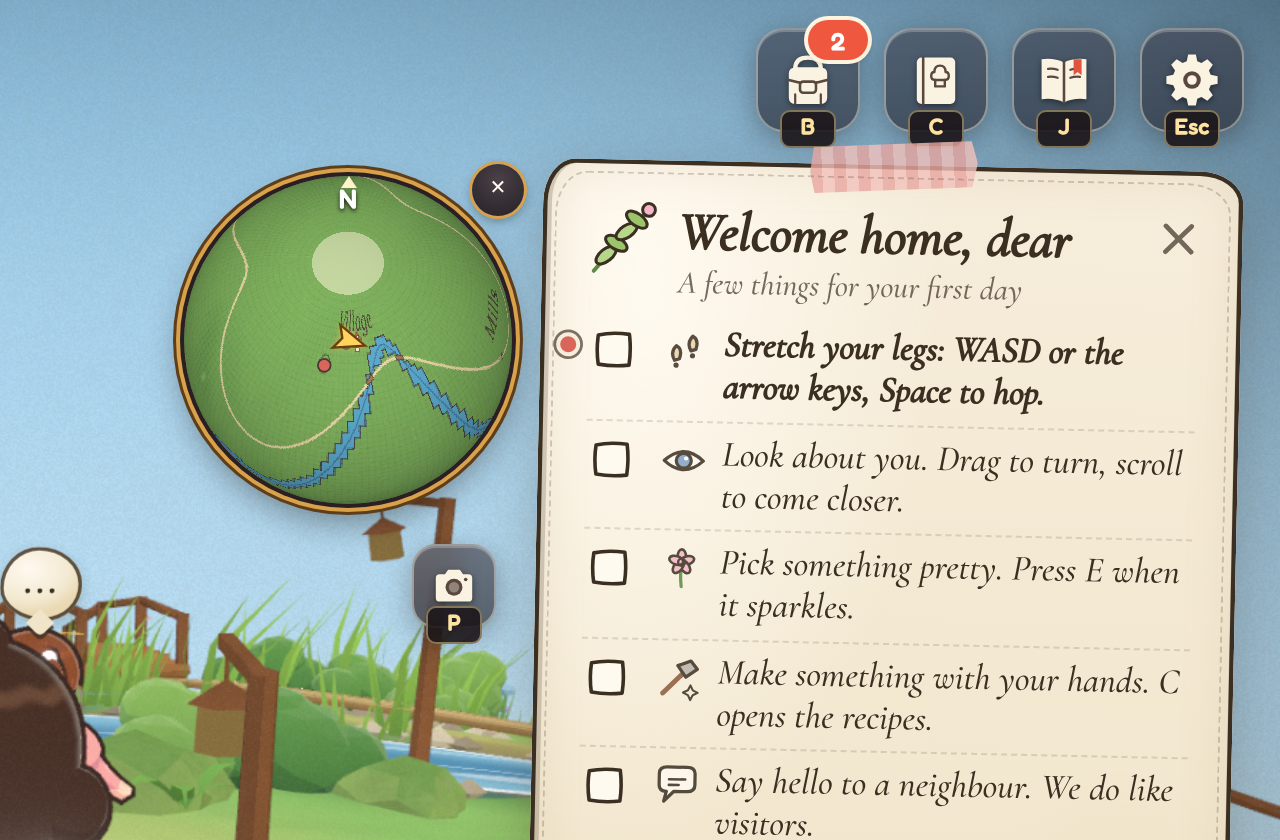 2
B
C
J
Esc
N
Village
Mills
P
Welcome home, dear
A few things for your first day
Stretch your legs: WASD or the
arrow keys, Space to hop.
Look about you. Drag to turn, scroll
to come closer.
Pick something pretty. Press E when
it sparkles.
Make something with your hands. C
opens the recipes.
Say hello to a neighbour. We do like
visitors.